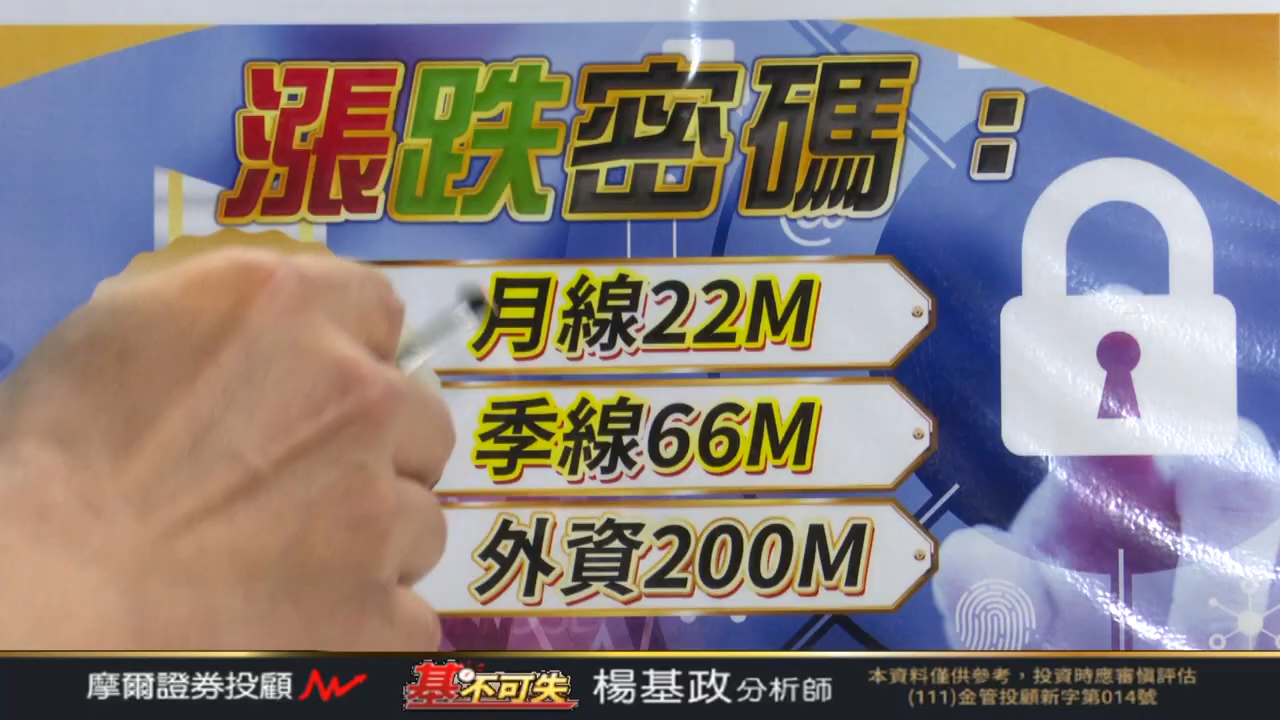 漲跌密碼：
月線22M
季線66M
外資200M
摩爾證券投顧 基不可失 楊基政分析師
本資料僅供參考，投資時應審慎評估
(111)金管投顧新字第014號